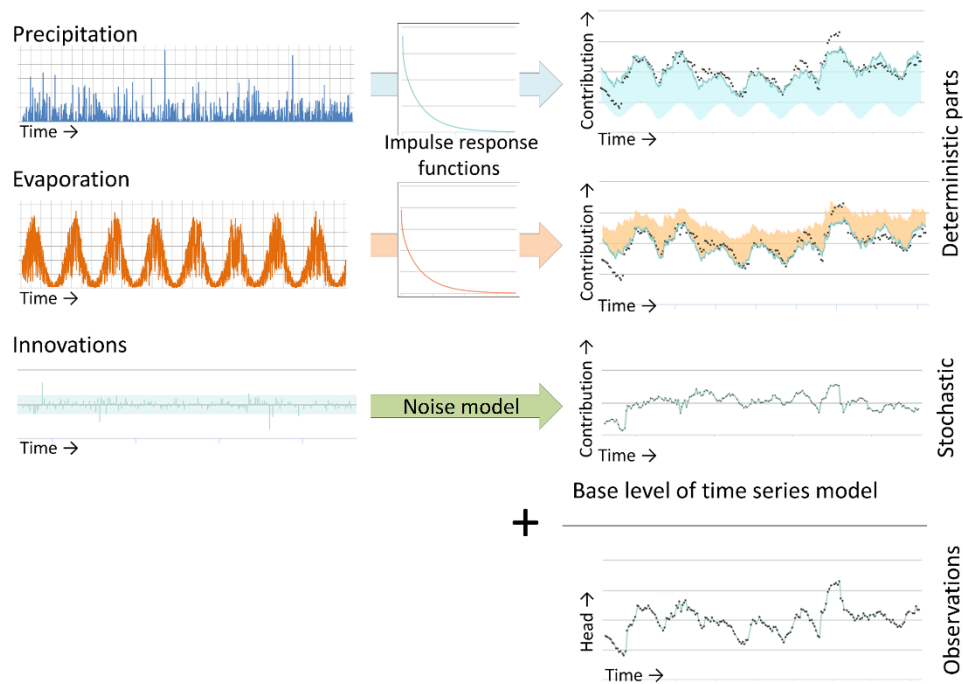 Precipitation
Time →
Impulse response
functions
Contribution →
Deterministic parts
Evaporation
Time →
Contribution →
Time →
Innovations
Time →
Noise model
Contribution →
Time →
Stochastic
Base level of time series model
+
Head →
Time →
Observations